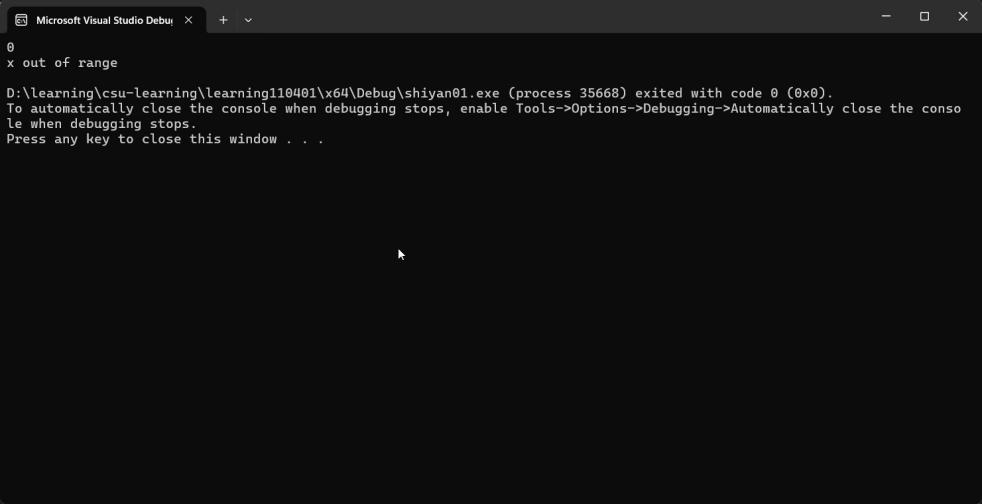 Microsoft Visual Studio Debu
0
x out of range
D:\learning\csu-learning\learning110401\x64\Debug\shiyan01.exe (process 35668) exited with code 0 (0x0).
To automatically close the console when debugging stops, enable Tools->Options->Debugging->Automatically close the conso
le when debugging stops.
Press any key to close this window . . .